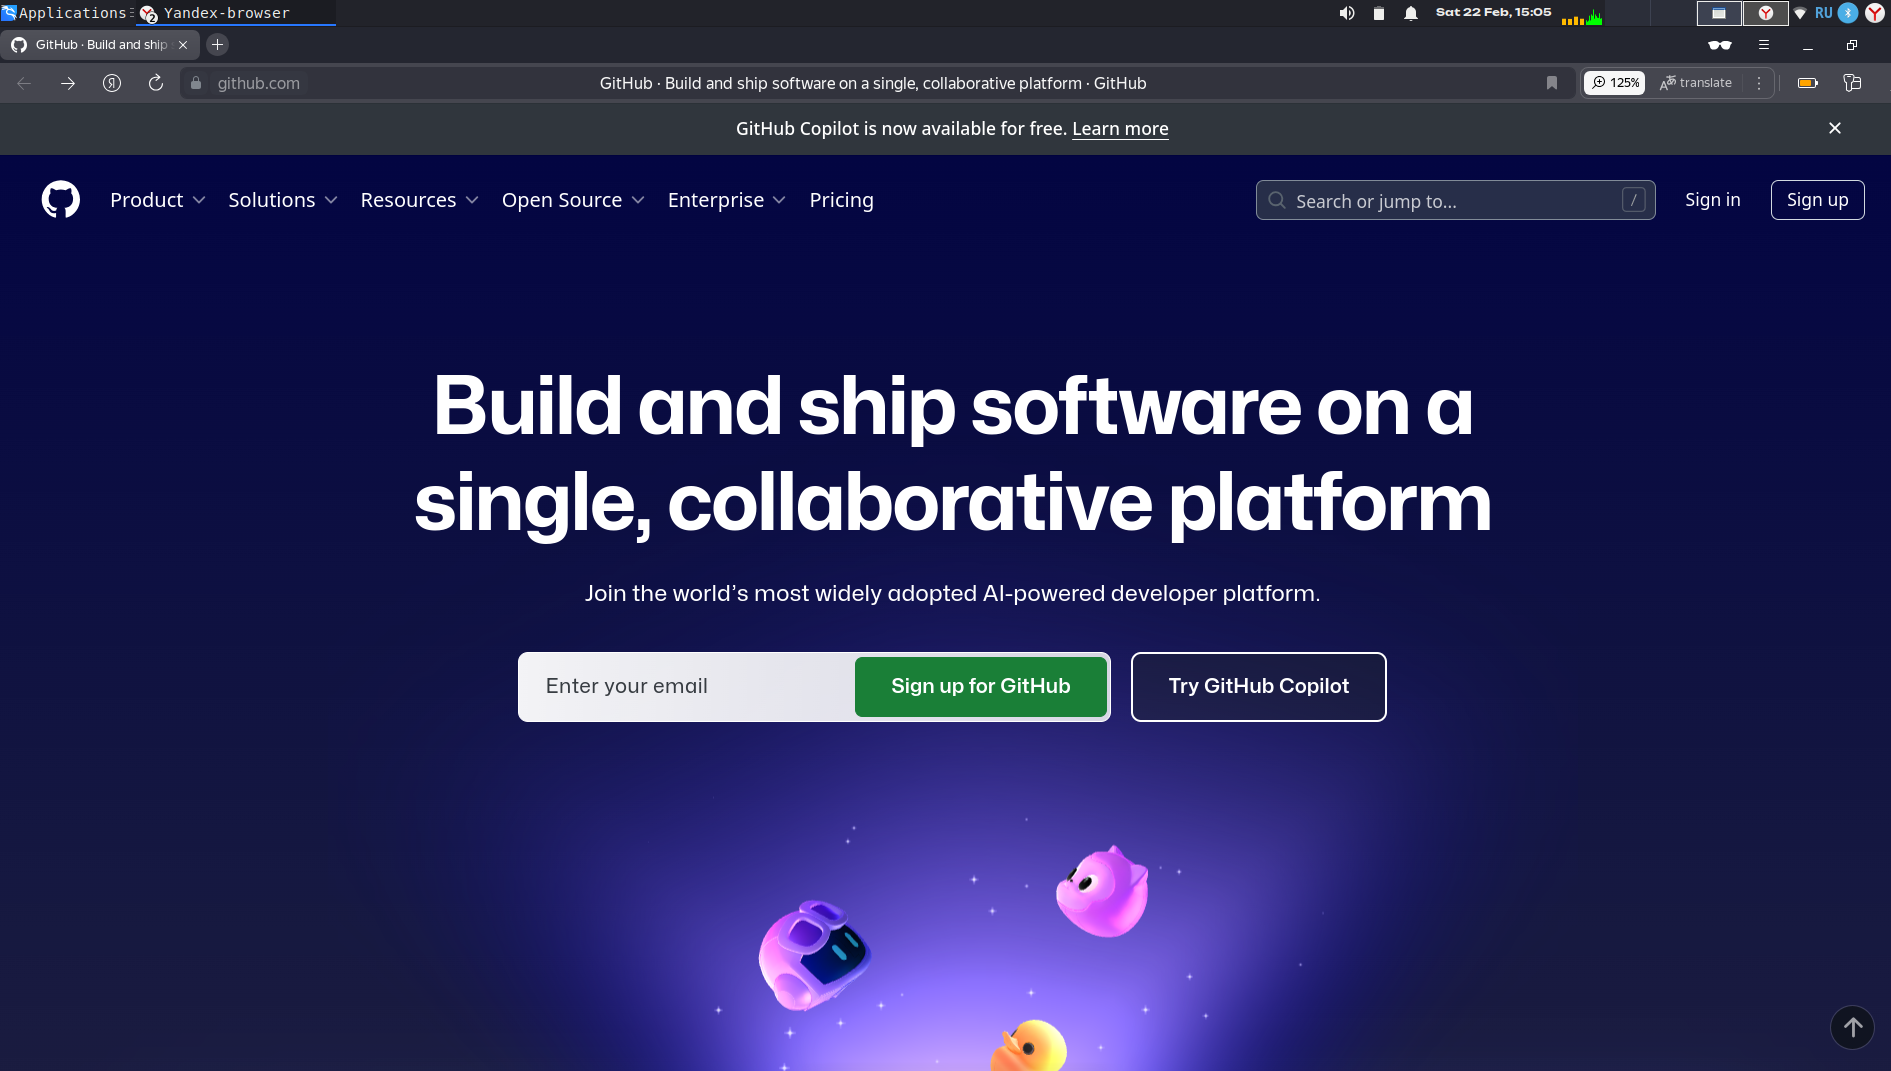 Applications
2
Yandex-browser
Sat 22 Feb, 15:05
RU
GitHub · Build and ship
github.com
GitHub · Build and ship software on a single, collaborative platform · GitHub
125%
translate
GitHub Copilot is now available for free. Learn more
Product
Solutions
Resources
Open Source
Enterprise
Pricing
Search or jump to...
/
Sign in
Sign up
Build and ship software on a
single, collaborative platform
Join the world’s most widely adopted AI-powered developer platform.
Enter your email
Sign up for GitHub
Try GitHub Copilot